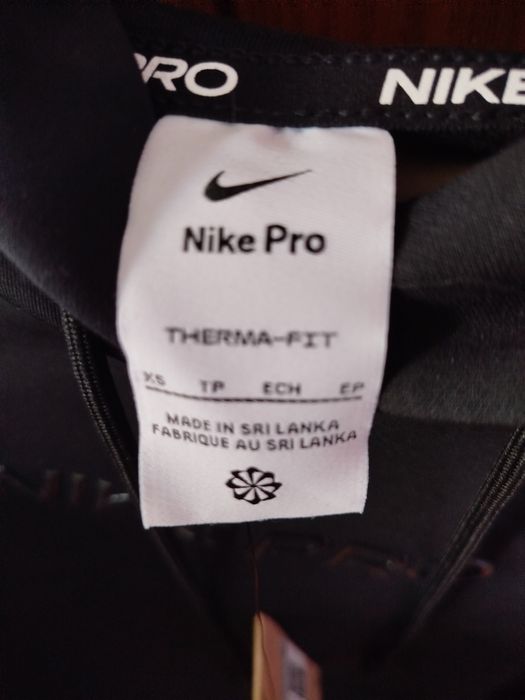 PRO NIKE
Nike Pro
THERMA-FIT
XS TP ECH EP
MADE IN SRI LANKA
FABRIQUE AU SRI LANKA